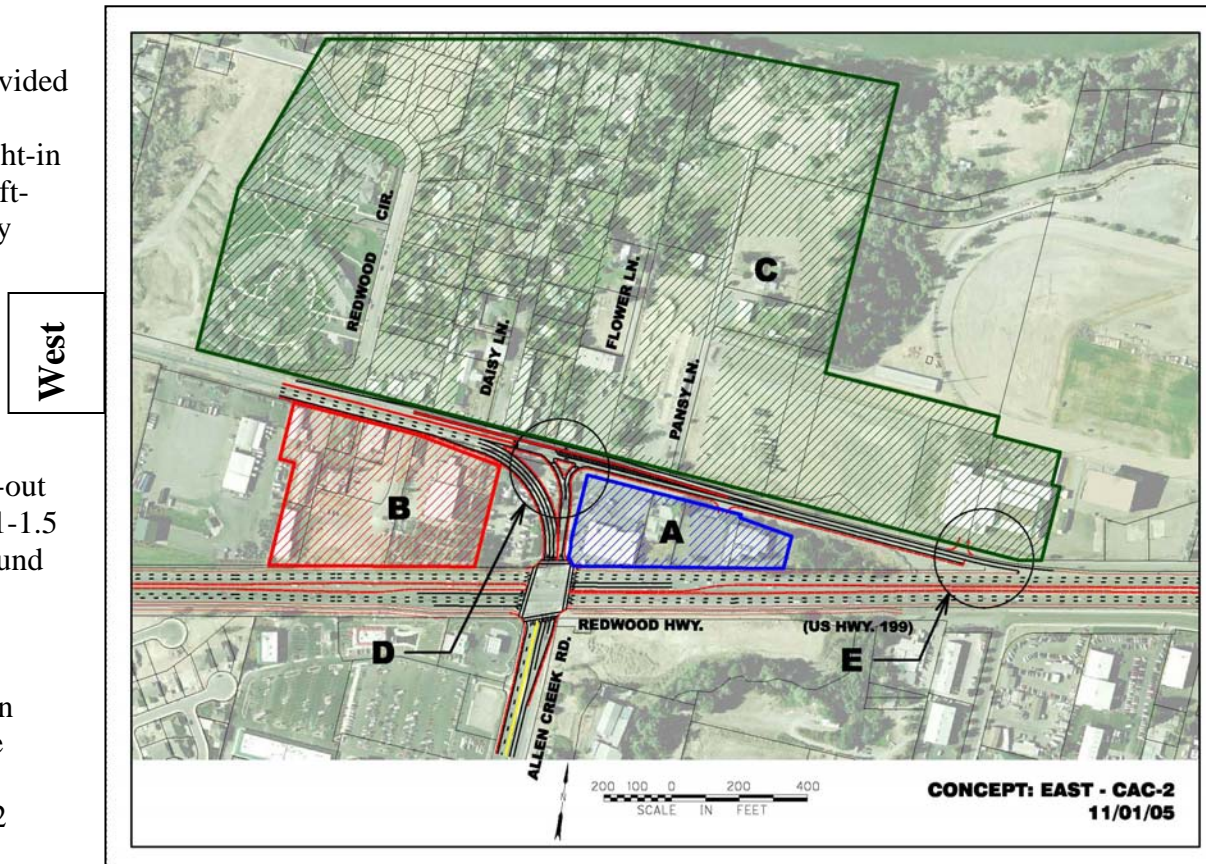 vided
ht-in
ft-
y
West
-out
1-1.5
und
n
e
2
REDWOOD CIR.
DAISY LN.
FLOWER LN.
PANSY LN.
C
B
A
D
E
REDWOOD HWY.
(US HWY. 199)
ALLEN CREEK RD.
N
200 100 0 200 400
SCALE IN FEET
CONCEPT: EAST - CAC-2
11/01/05